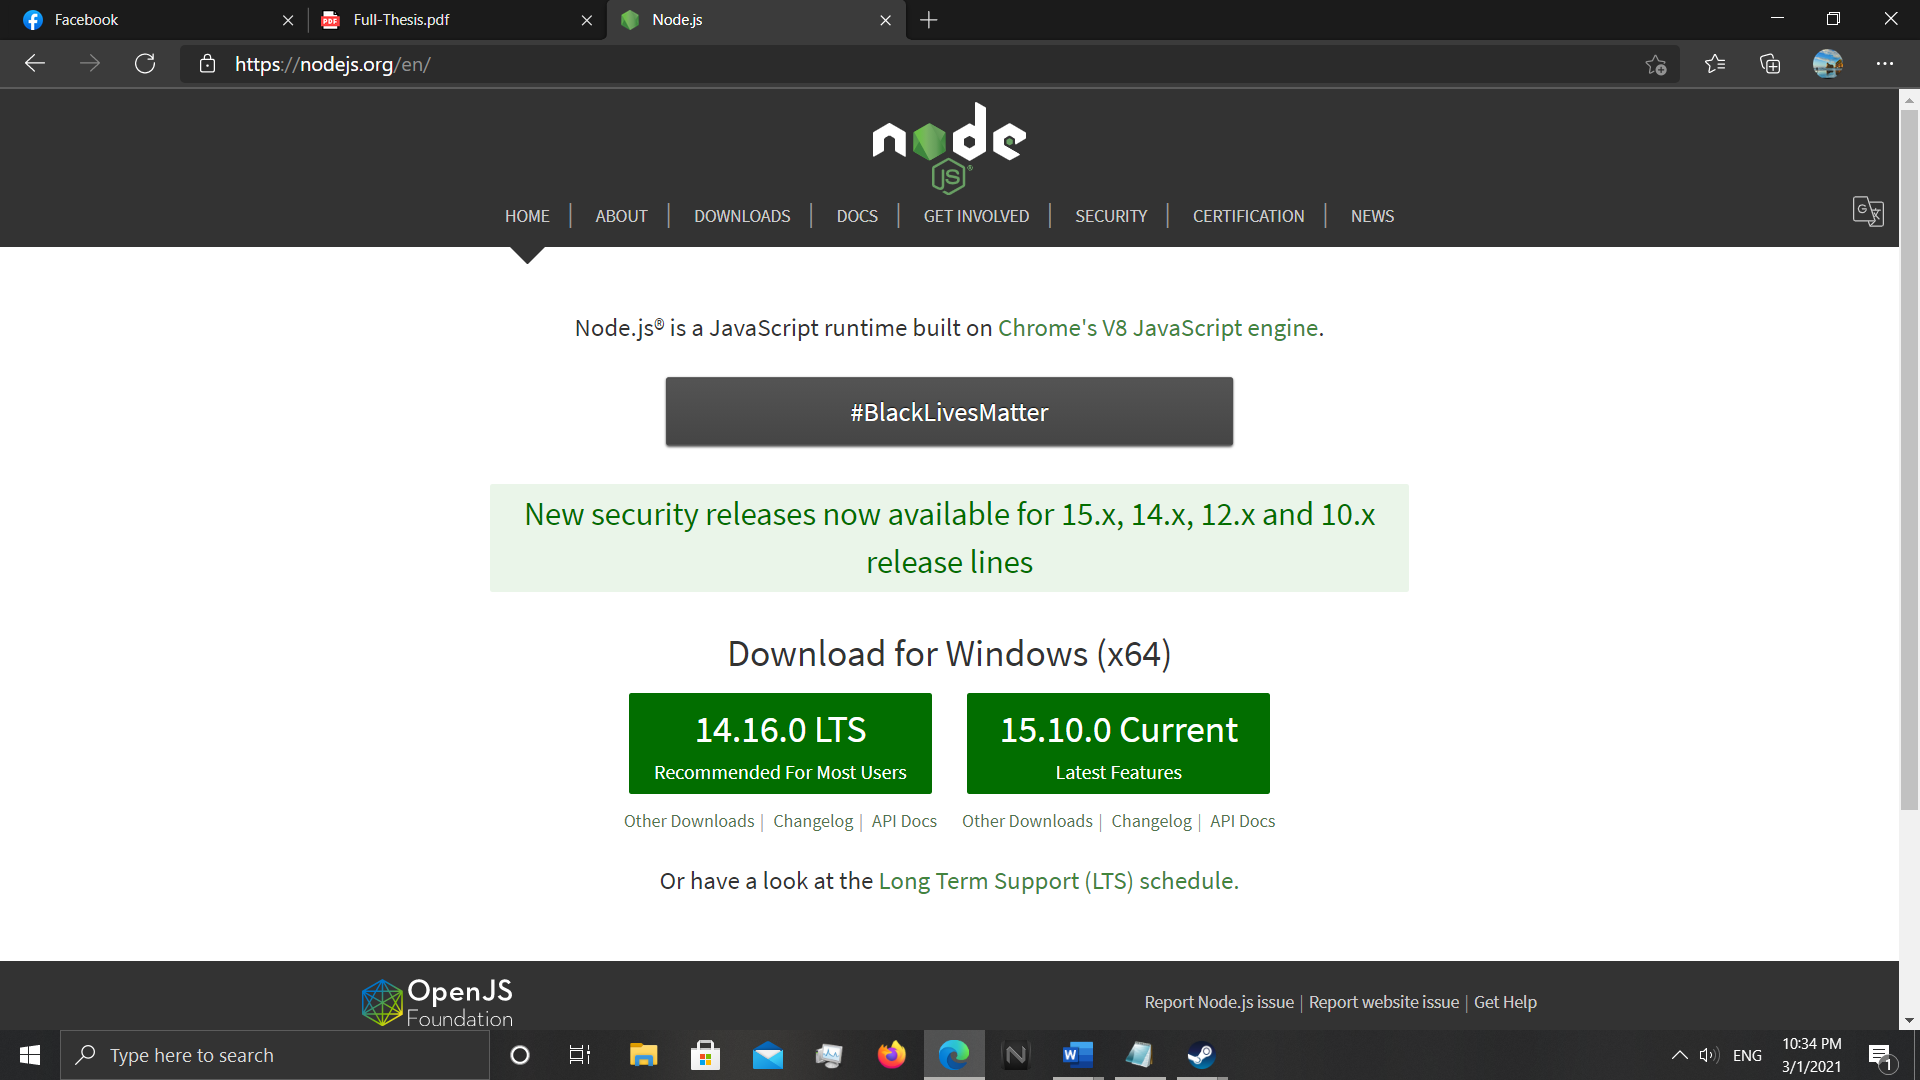 Facebook
Full-Thesis.pdf
Node.js
https://nodejs.org/en/
node
JS
HOME | ABOUT | DOWNLOADS | DOCS | GET INVOLVED | SECURITY | CERTIFICATION | NEWS
Node.js® is a JavaScript runtime built on Chrome's V8 JavaScript engine.
#BlackLivesMatter
New security releases now available for 15.x, 14.x, 12.x and 10.x
release lines
Download for Windows (x64)
14.16.0 LTS
Recommended For Most Users
15.10.0 Current
Latest Features
Other Downloads | Changelog | API Docs
Other Downloads | Changelog | API Docs
Or have a look at the Long Term Support (LTS) schedule.
OpenJS
Foundation
Report Node.js issue | Report website issue | Get Help
Type here to search
ENG
10:34 PM
3/1/2021
1